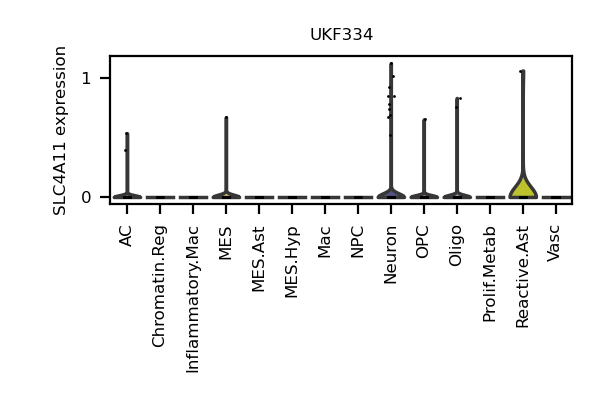 UKF334
SLC4A11 expression
1
0
AC
Chromatin.Reg
Inflammatory.Mac
MES
MES.Ast
MES.Hyp
Mac
NPC
Neuron
OPC
Oligo
Prolif.Metab
Reactive.Ast
Vasc